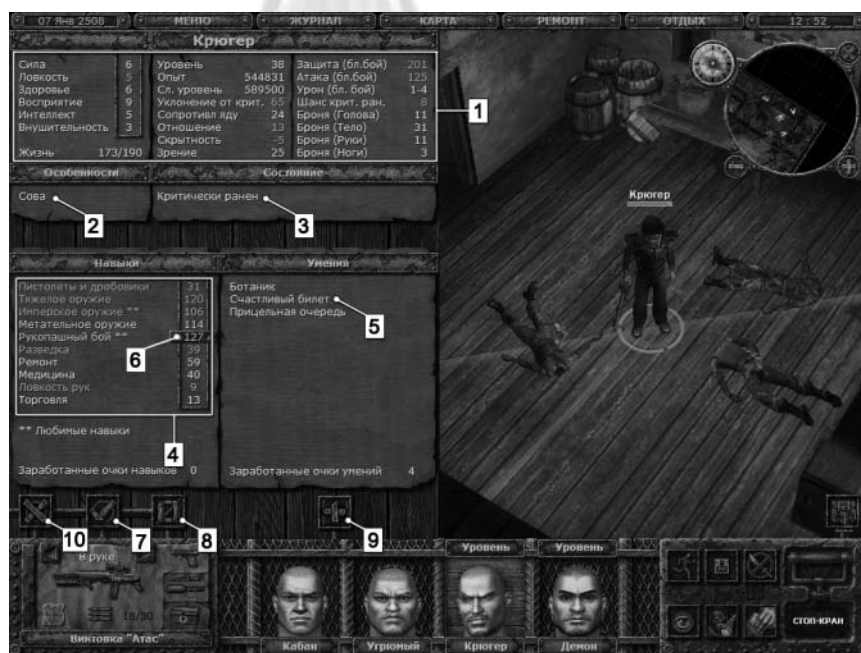 07 Янв 2508 МЕНЮ ЖУРНАЛ КАРТА РЕМОНТ ОТДЫХ 12 : 52
Крюгер
Сила 6 Уровень 38 Защита (бл.бой) 201
Ловкость 5 Опыт 544831 Атака (бл. бой) 125
Здоровье 6 Сл. уровень 589500 Урон (бл. бой) 1-4
Восприятие 9 Уклонение от крит. 65 Шанс крит. ран. 8
Интеллект 5 Сопротивл яду 24 Броня (Голова) 11
Внушительность 3 Отношение 13 Броня (Тело) 31
Скрытность -5 Броня (Руки) 11
Жизнь 173/190 Зрение 25 Броня (Ноги) 3
1
Особенности Состояние
Сова Критически ранен
2 3
Крюгер
Навыки Умения
Пистолеты и дробовики 31 Ботаник
Тяжелое оружие 120 Счастливый билет
Имперское оружие ** 106 Прицельная очередь
Метательное оружие 114
5
Рукопашный бой ** 127
6
Разведка 39
Ремонт 59
Медицина 40
Ловкость рук 9
Торговля 13
** Любимые навыки
4
Заработанные очки навыков 0 Заработанные очки умений 4
10 7 8 9
В руке
18/30
Винтовка "Атас"
Уровень Уровень
Кабан Угрюмый Крюгер Демон
СТОП-КРАН